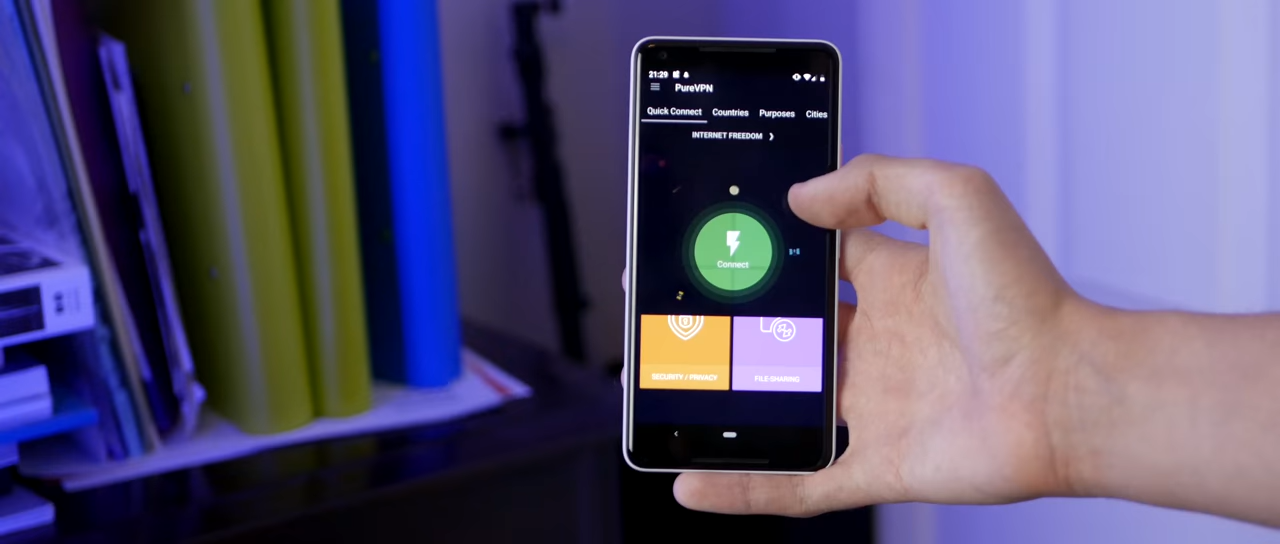 21:29
PureVPN
Quick Connect Countries Purposes Cities
INTERNET FREEDOM ❯
Connect
SECURITY / PRIVACY FILE-SHARING